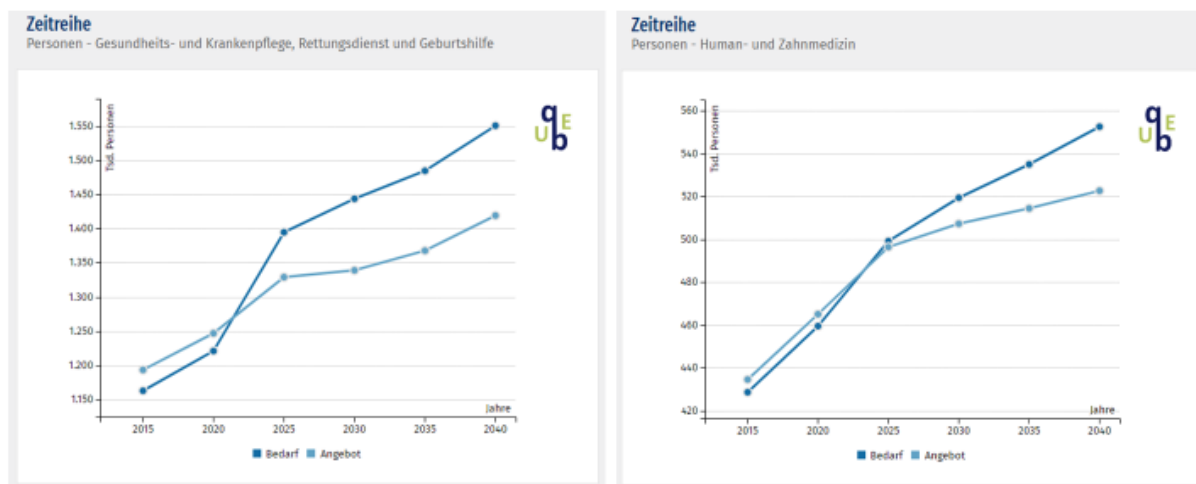 Zeitreihe
Personen - Gesundheits- und Krankenpflege, Rettungsdienst und Geburtshilfe
Tsd. Personen
1.550
1.500
1.450
1.400
1.350
1.300
1.250
1.200
1.150
Jahre
2015 2020 2025 2030 2035 2040
Bedarf Angebot
q
U E
b
Zeitreihe
Personen - Human- und Zahnmedizin
Tsd. Personen
560
540
520
500
480
460
440
420
Jahre
2015 2020 2025 2030 2035 2040
Bedarf Angebot
q
U E
b